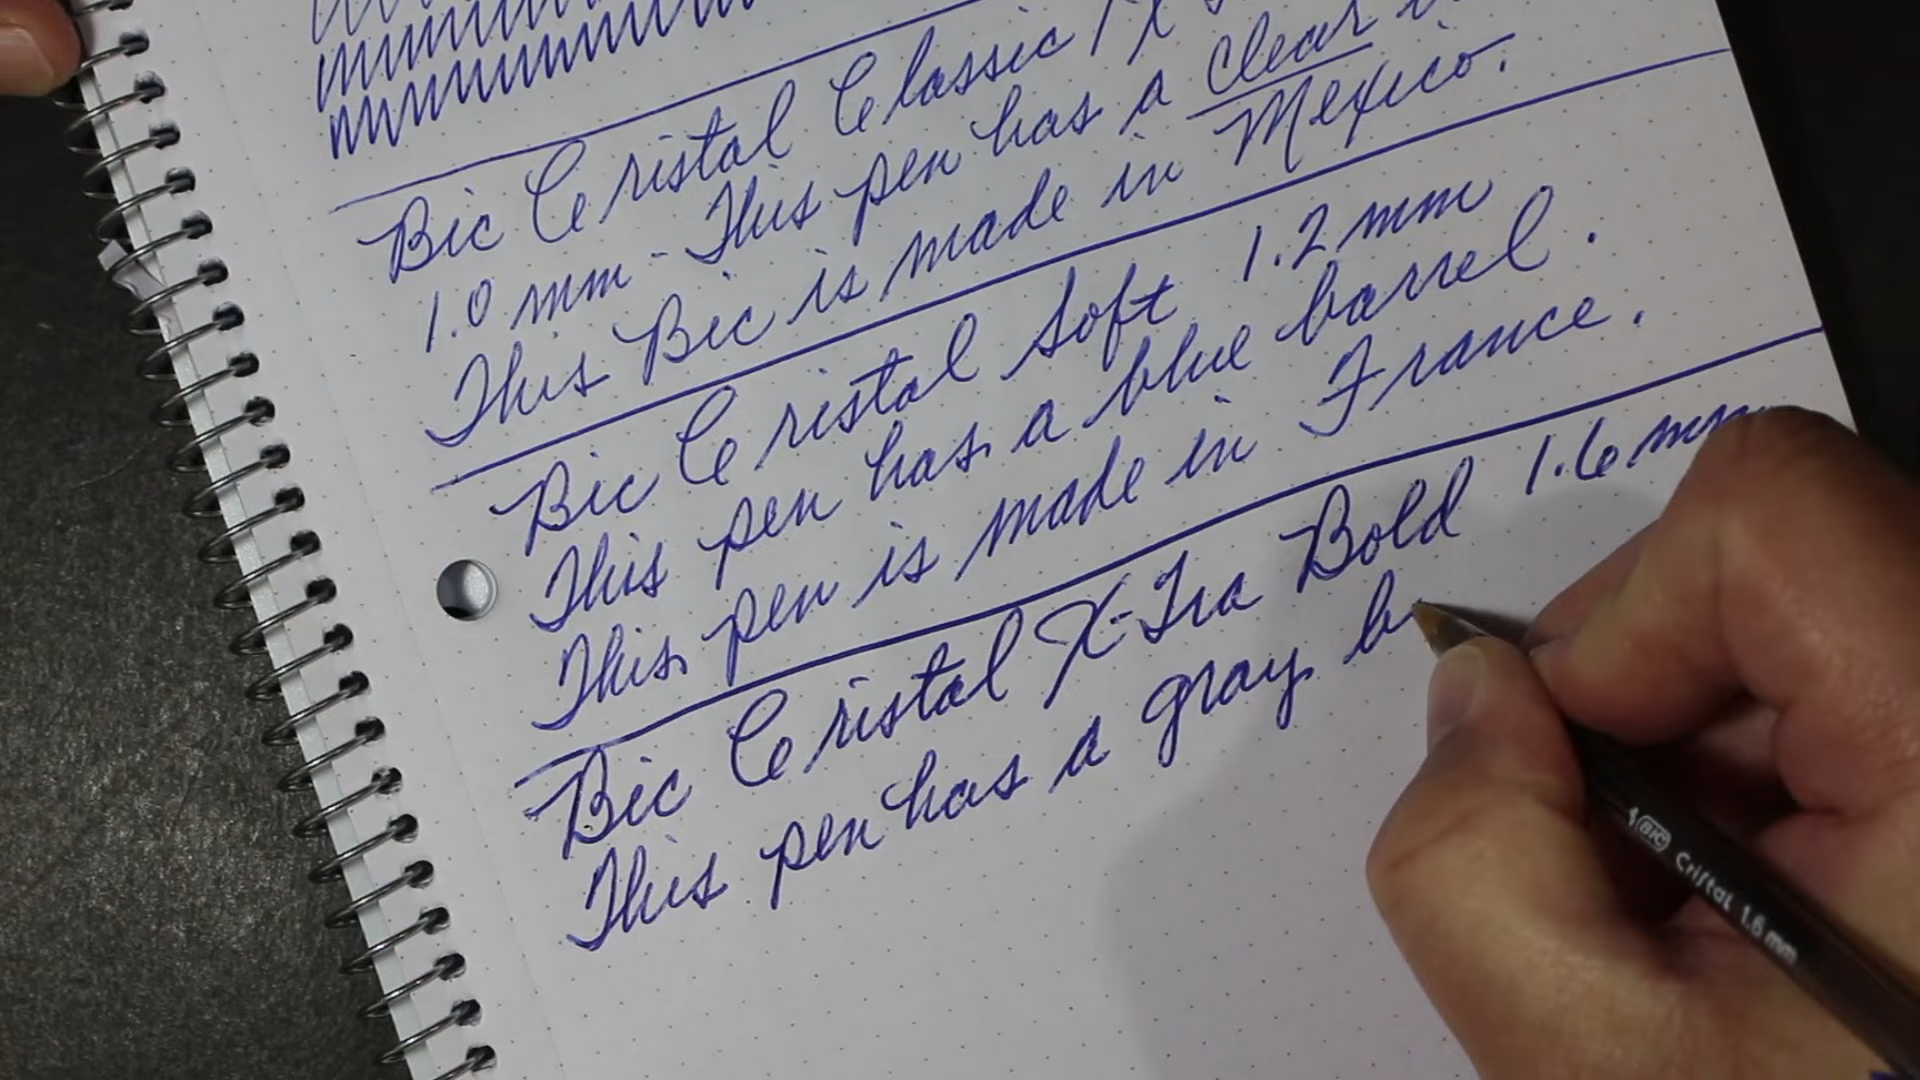 Bic Cristal Classic
1.0 mm - This pen has a clear
This Bic is made in Mexico.
Bic Cristal Soft 1.2 mm
This pen has a blue barrel.
This pen is made in France.
Bic Cristal X-Tra Bold 1.6 mm
This pen has a gray b
BIC Cristal 1.6 mm